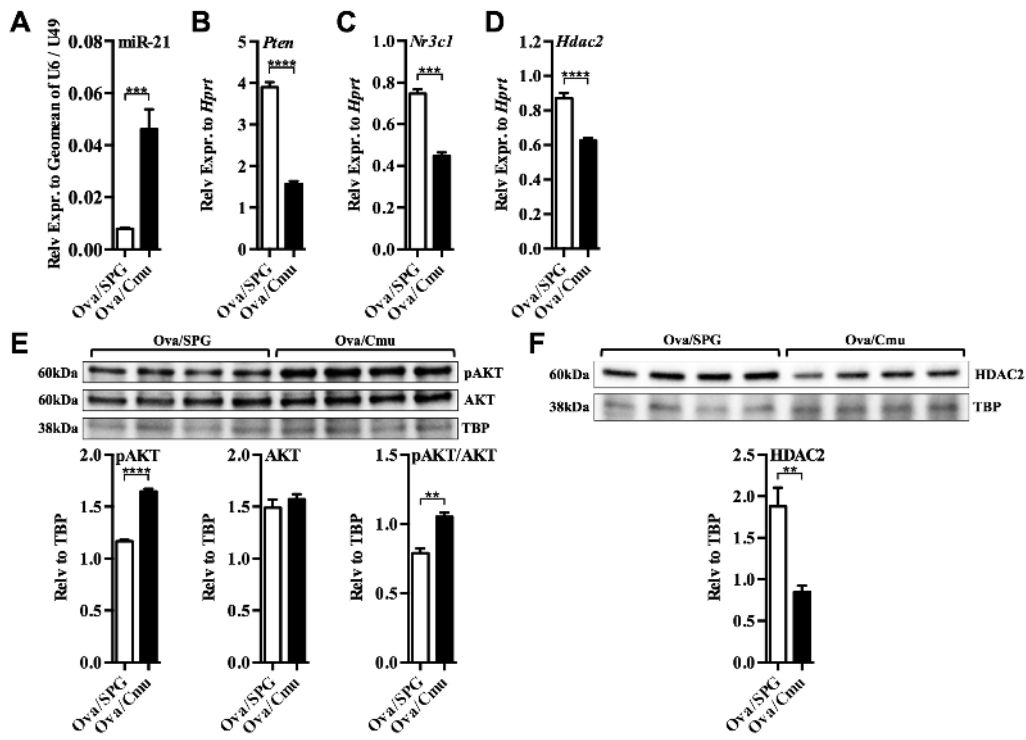 A
miR-21
Relv Expr. to Geomean of U6 / U49
0.08
0.06
0.04
0.02
0.00
***
Ova/SPG
Ova/Cmu
B
Pten
Relv Expr. to Hprt
5
4
3
2
1
0
****
Ova/SPG
Ova/Cmu
C
Nr3c1
Relv Expr. to Hprt
1.0
0.8
0.6
0.4
0.2
0.0
***
Ova/SPG
Ova/Cmu
D
Hdac2
Relv Expr. to Hprt
1.2
1.0
0.8
0.6
0.4
0.2
0.0
****
Ova/SPG
Ova/Cmu
E
Ova/SPG
Ova/Cmu
60kDa
pAKT
60kDa
AKT
38kDa
TBP
pAKT
Relv to TBP
2.0
1.5
1.0
0.5
0.0
****
Ova/SPG
Ova/Cmu
AKT
Relv to TBP
2.0
1.5
1.0
0.5
0.0
Ova/SPG
Ova/Cmu
pAKT/AKT
Relv to TBP
1.5
1.0
0.5
0.0
**
Ova/SPG
Ova/Cmu
F
Ova/SPG
Ova/Cmu
60kDa
HDAC2
38kDa
TBP
HDAC2
Relv to TBP
2.5
2.0
1.5
1.0
0.5
0.0
**
Ova/SPG
Ova/Cmu